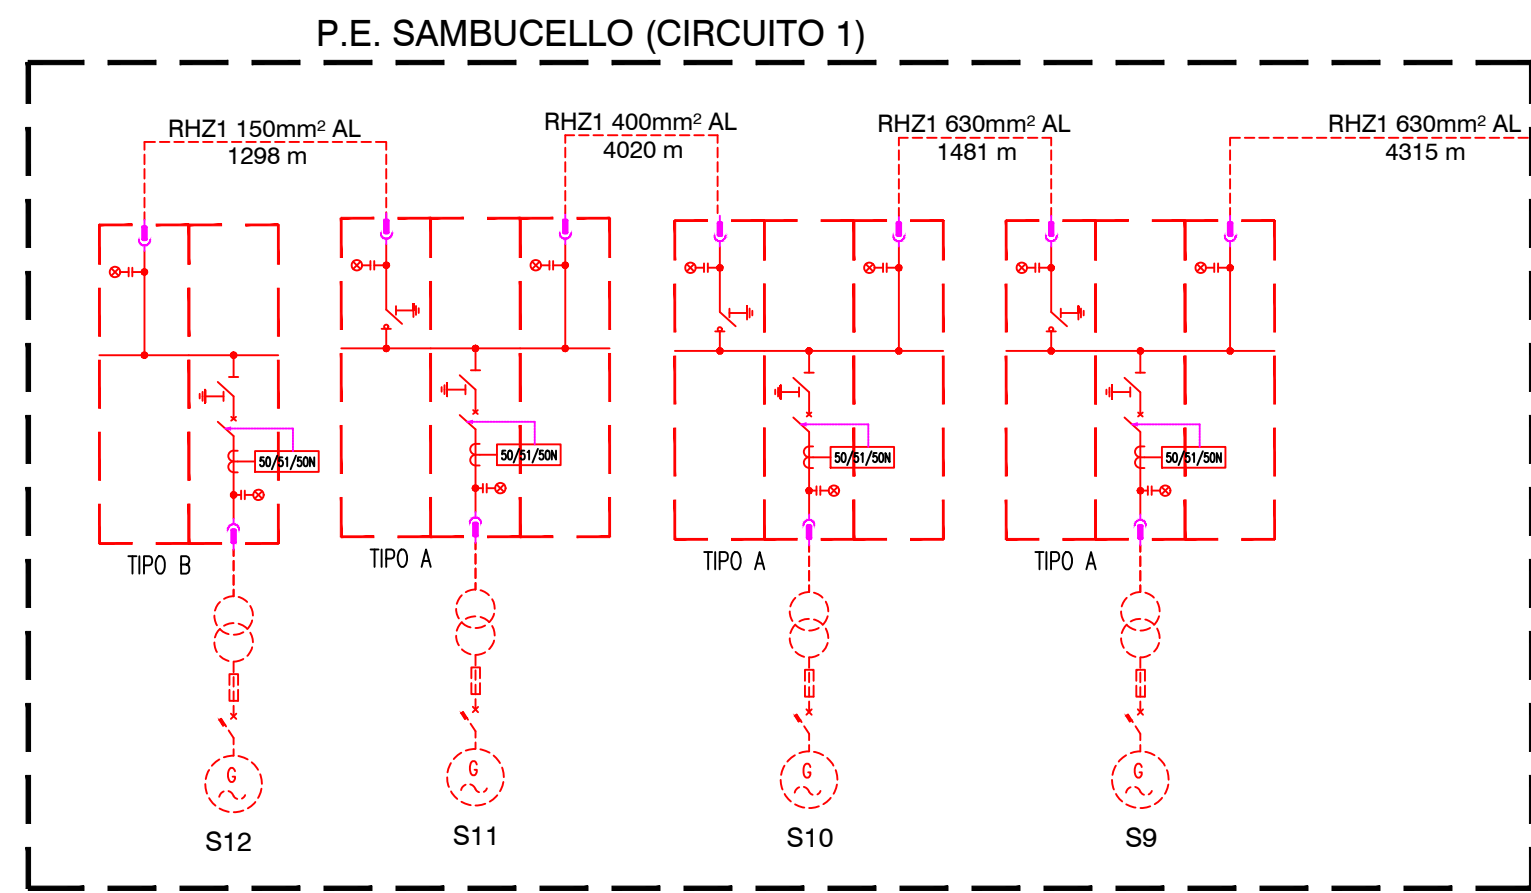 P.E. SAMBUCELLO (CIRCUITO 1)
RHZ1 150mm² AL
1298 m
RHZ1 400mm² AL
4020 m
RHZ1 630mm² AL
1481 m
RHZ1 630mm² AL
4315 m
50/51/50N
50/51/50N
50/51/50N
50/51/50N
TIPO B
TIPO A
TIPO A
TIPO A
G
G
G
G
S12
S11
S10
S9